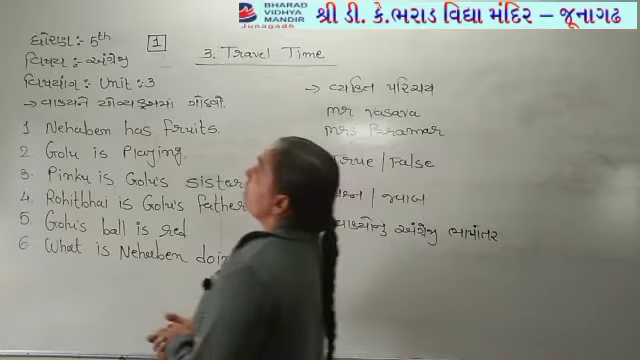 BHARAD
VIDHYA
MANDIR
Junagadh
શ્રી ડી. કે.ભરાડ વિદ્યા મંદિર – જૂનાગઢ
ધોરણ :- 5th
1
વિષય :- અંગ્રેજી
વિષયાંગ :- Unit :- 3
3. Travel Time
→ વાક્યને યોગ્ય ક્રમમાં ગોઠવો.
1 Nehaben has fruits.
2. Golu is Playing.
3. Pinku is Golu's sister
4. Rohitbhai is Golu's father
5. Golu's ball is red
6 What is Nehaben doin
→ વ્યક્તિ પરિચય
Mr Vasava
Mrs Biramar
True / False
પ્રશ્ન / જવાબ
વાક્યોનું અંગ્રેજી ભાષાંતર